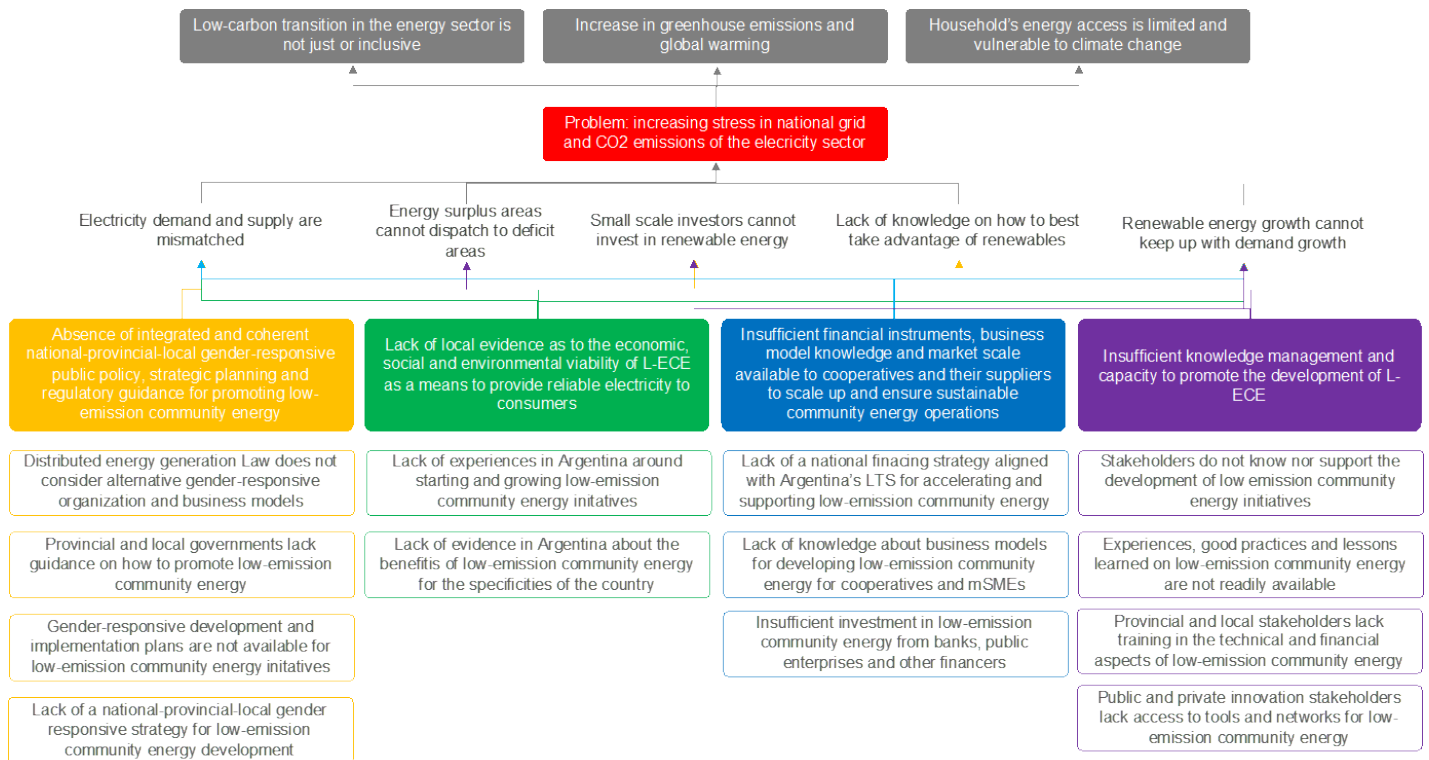 Low-carbon transition in the energy sector is
not just or inclusive
Increase in greenhouse emissions and
global warming
Household's energy access is limited and
vulnerable to climate change
Problem: increasing stress in national grid
and CO2 emissions of the elecricity sector
Electricity demand and supply are
mismatched
Energy surplus areas
cannot dispatch to deficit
areas
Small scale investors cannot
invest in renewable energy
Lack of knowledge on how to best
take advantage of renewables
Renewable energy growth cannot
keep up with demand growth
Absence of integrated and coherent
national-provincial-local gender-responsive
public policy, strategic planning and
regulatory guidance for promoting low-
emission community energy
Lack of local evidence as to the economic,
social and environmental viability of L-ECE
as a means to provide reliable electricity to
consumers
Insufficient financial instruments, business
model knowledge and market scale
available to cooperatives and their suppliers
to scale up and ensure sustainable
community energy operations
Insufficient knowledge management and
capacity to promote the development of L-
ECE
Distributed energy generation Law does not
consider alternative gender-responsive
organization and business models
Provincial and local governments lack
guidance on how to promote low-emission
community energy
Gender-responsive development and
implementation plans are not available for
low-emission community energy initatives
Lack of a national-provincial-local gender
responsive strategy for low-emission
community energy development
Lack of experiences in Argentina around
starting and growing low-emission
community energy initatives
Lack of evidence in Argentina about the
benefits of low-emission community energy
for the specificities of the country
Lack of a national finacing strategy aligned
with Argentina's LTS for accelerating and
supporting low-emission community energy
Lack of knowledge about business models
for developing low-emission community
energy for cooperatives and mSMEs
Insufficient investment in low-emission
community energy from banks, public
enterprises and other financers
Stakeholders do not know nor support the
development of low emission community
energy initiatives
Experiences, good practices and lessons
learned on low-emission community energy
are not readily available
Provincial and local stakeholders lack
training in the technical and financial
aspects of low-emission community energy
Public and private innovation stakeholders
lack access to tools and networks for low-
emission community energy